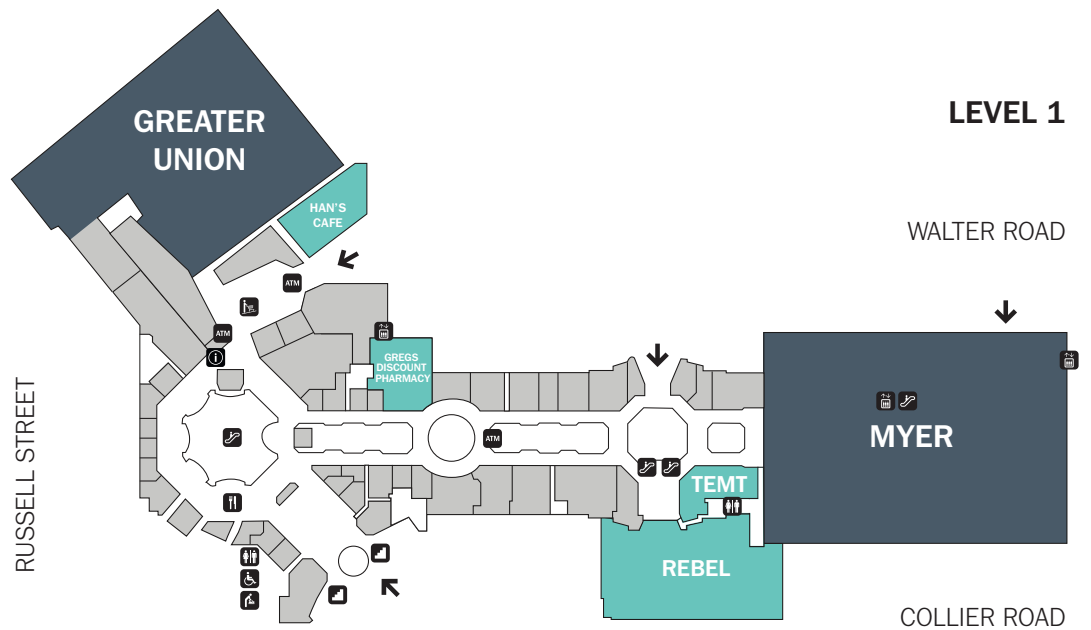 GREATER
UNION
LEVEL 1
HAN'S
CAFE
WALTER ROAD
ATM
ATM
i
GREGS
DISCOUNT
PHARMACY
RUSSELL STREET
ATM
MYER
TEMT
REBEL
COLLIER ROAD